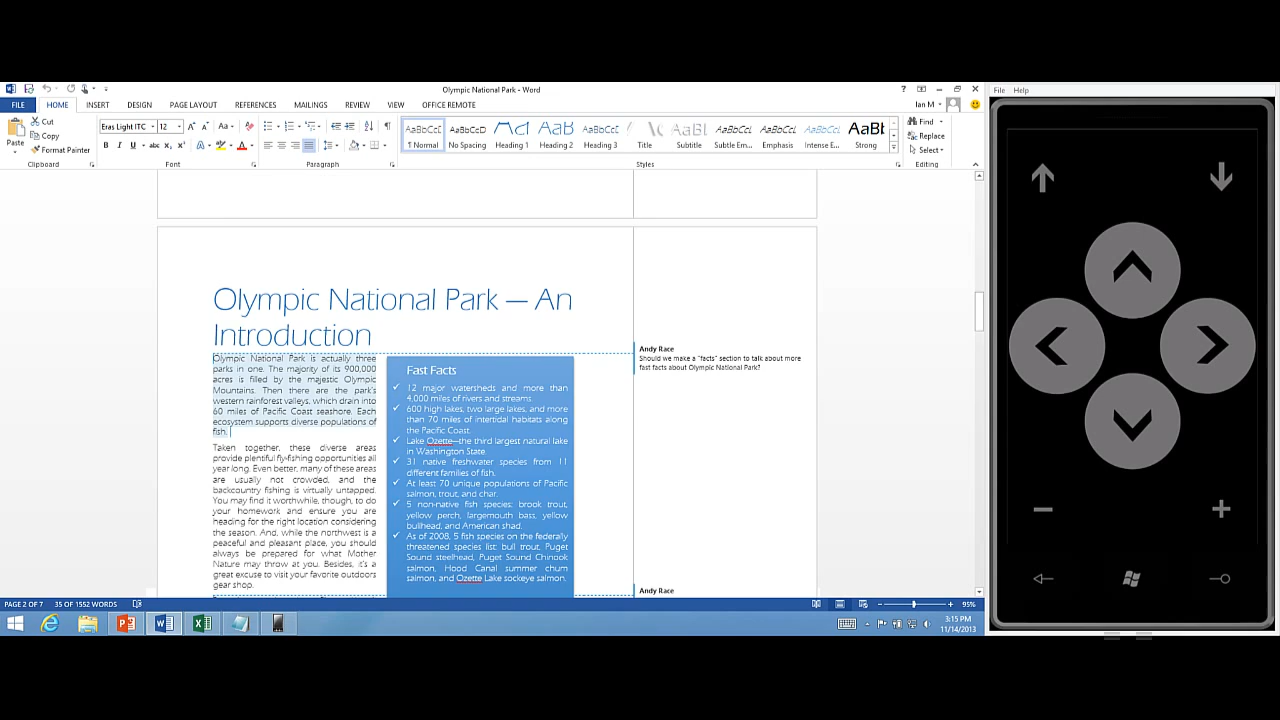 Olympic National Park - Word
File Help
FILE HOME INSERT DESIGN PAGE LAYOUT REFERENCES MAILINGS REVIEW VIEW OFFICE REMOTE
Ian M
Paste
Cut
Copy
Format Painter
Eras Light ITC 12
Aa
B I U abc X₂ X²
AaBbCcI ¶ Normal
AaBbCcD No Spacing
Heading 1
AaB Heading 2
AaBbCcI Heading 3
Title
AaBbI Subtitle
AaBbCcL Subtle Em...
AaBbCcL Emphasis
AaBbCcL Intense E...
AaBl Strong
Find
Replace
Select
Clipboard Font Paragraph Styles Editing
Olympic National Park — An
Introduction
Olympic National Park is actually three
parks in one. The majority of its 900,000
acres is filled by the majestic Olympic
Mountains. Then there are the park's
western rainforest valleys, which drain into
60 miles of Pacific Coast seashore. Each
ecosystem supports diverse populations of
fish.
Taken together, these diverse areas
provide plentiful fly-fishing opportunities all
year long. Even better, many of these areas
are usually not crowded, and the
backcountry fishing is virtually untapped.
You may find it worthwhile, though, to do
your homework and ensure you are
heading for the right location considering
the season. And, while the northwest is a
peaceful and pleasant place, you should
always be prepared for what Mother
Nature may throw at you. Besides, it's a
great excuse to visit your favorite outdoors
gear shop.
Fast Facts
12 major watersheds and more than
4,000 miles of rivers and streams.
600 high lakes, two large lakes, and more
than 70 miles of intertidal habitats along
the Pacific Coast.
Lake Ozette—the third largest natural lake
in Washington State
31 native freshwater species from 11
different families of fish.
At least 70 unique populations of Pacific
salmon, trout, and char.
5 non-native fish species: brook trout,
yellow perch, largemouth bass, yellow
bullhead, and American shad.
As of 2008, 5 fish species on the federally
threatened species list: bull trout, Puget
Sound steelhead, Puget Sound Chinook
salmon, Hood Canal summer chum
salmon, and Ozette Lake sockeye salmon.
Andy Race
Should we make a "facts" section to talk about more
fast facts about Olympic National Park?
Andy Race
PAGE 2 OF 7 35 OF 1552 WORDS
95%
3:15 PM
11/14/2013